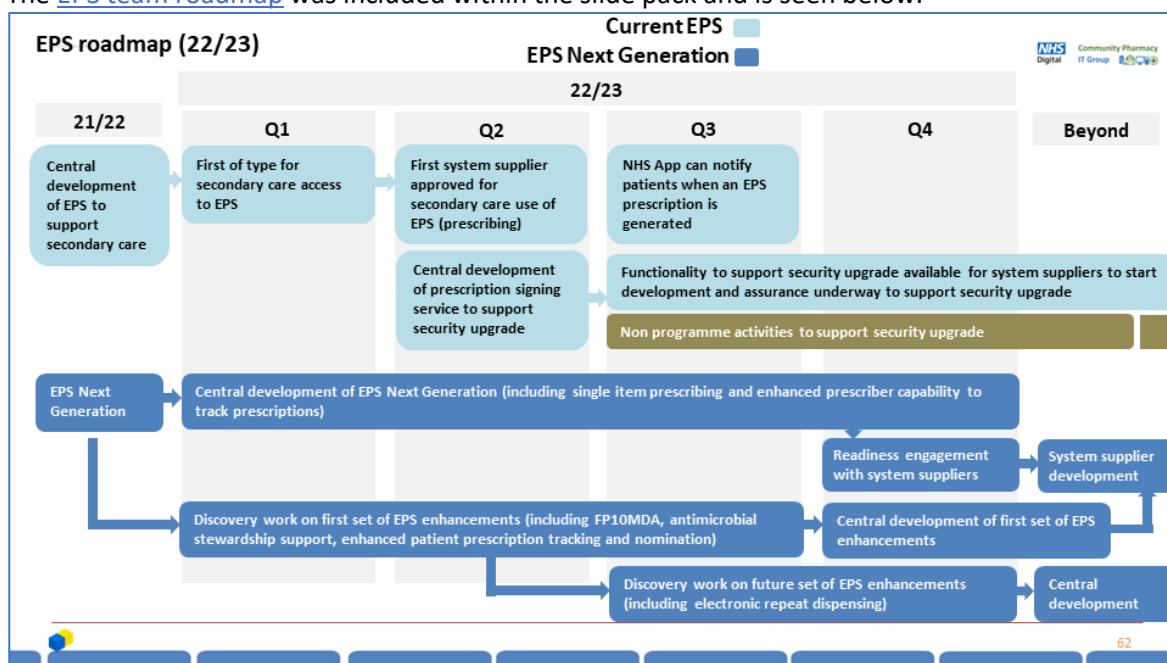 The EPS team roadmap was included within the slide pack and is seen below.
EPS roadmap (22/23)
Current EPS
EPS Next Generation
NHS
Digital
Community Pharmacy
IT Group
22/23
21/22
Q1
Q2
Q3
Q4
Beyond
Central
development
of EPS to
support
secondary care
First of type for
secondary care access
to EPS
First system supplier
approved for
secondary care use of
EPS (prescribing)
NHS App can notify
patients when an EPS
prescription is
generated
Central development
of prescription signing
service to support
security upgrade
Functionality to support security upgrade available for system suppliers to start
development and assurance underway to support security upgrade
Non programme activities to support security upgrade
EPS Next
Generation
Central development of EPS Next Generation (including single item prescribing and enhanced prescriber capability to
track prescriptions)
Readiness engagement
with system suppliers
System supplier
development
Discovery work on first set of EPS enhancements (including FP10MDA, antimicrobial
stewardship support, enhanced patient prescription tracking and nomination)
Central development of first set of EPS
enhancements
Discovery work on future set of EPS enhancements
(including electronic repeat dispensing)
Central
development
62